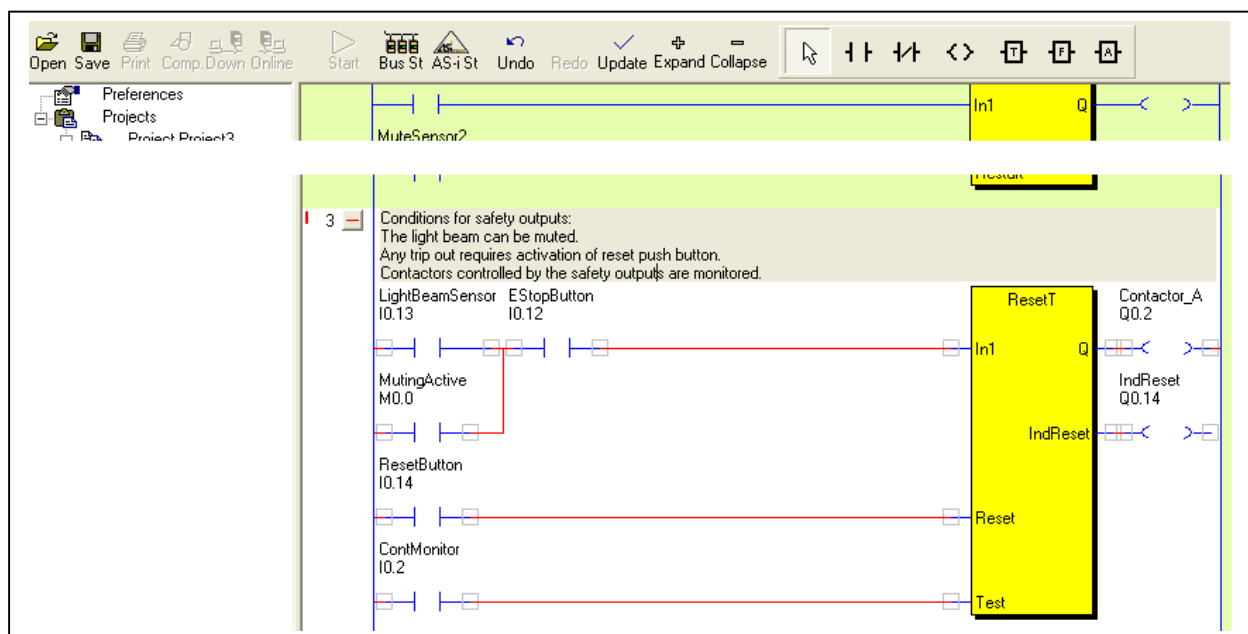 Open Save Print Comp. Down Online Start Bus St AS-i St Undo Redo Update Expand Collapse T F A
AS-
Preferences
Projects
Project Project3
In1 Q
MuteSensor2
Restart
3
Conditions for safety outputs:
The light beam can be muted.
Any trip out requires activation of reset push button.
Contactors controlled by the safety outputs are monitored.
LightBeamSensor EStopButton ResetT Contactor_A
I0.13 I0.12 Q0.2
In1 Q
MutingActive IndReset
M0.0 Q0.14
IndReset
ResetButton
I0.14
Reset
ContMonitor
I0.2
Test